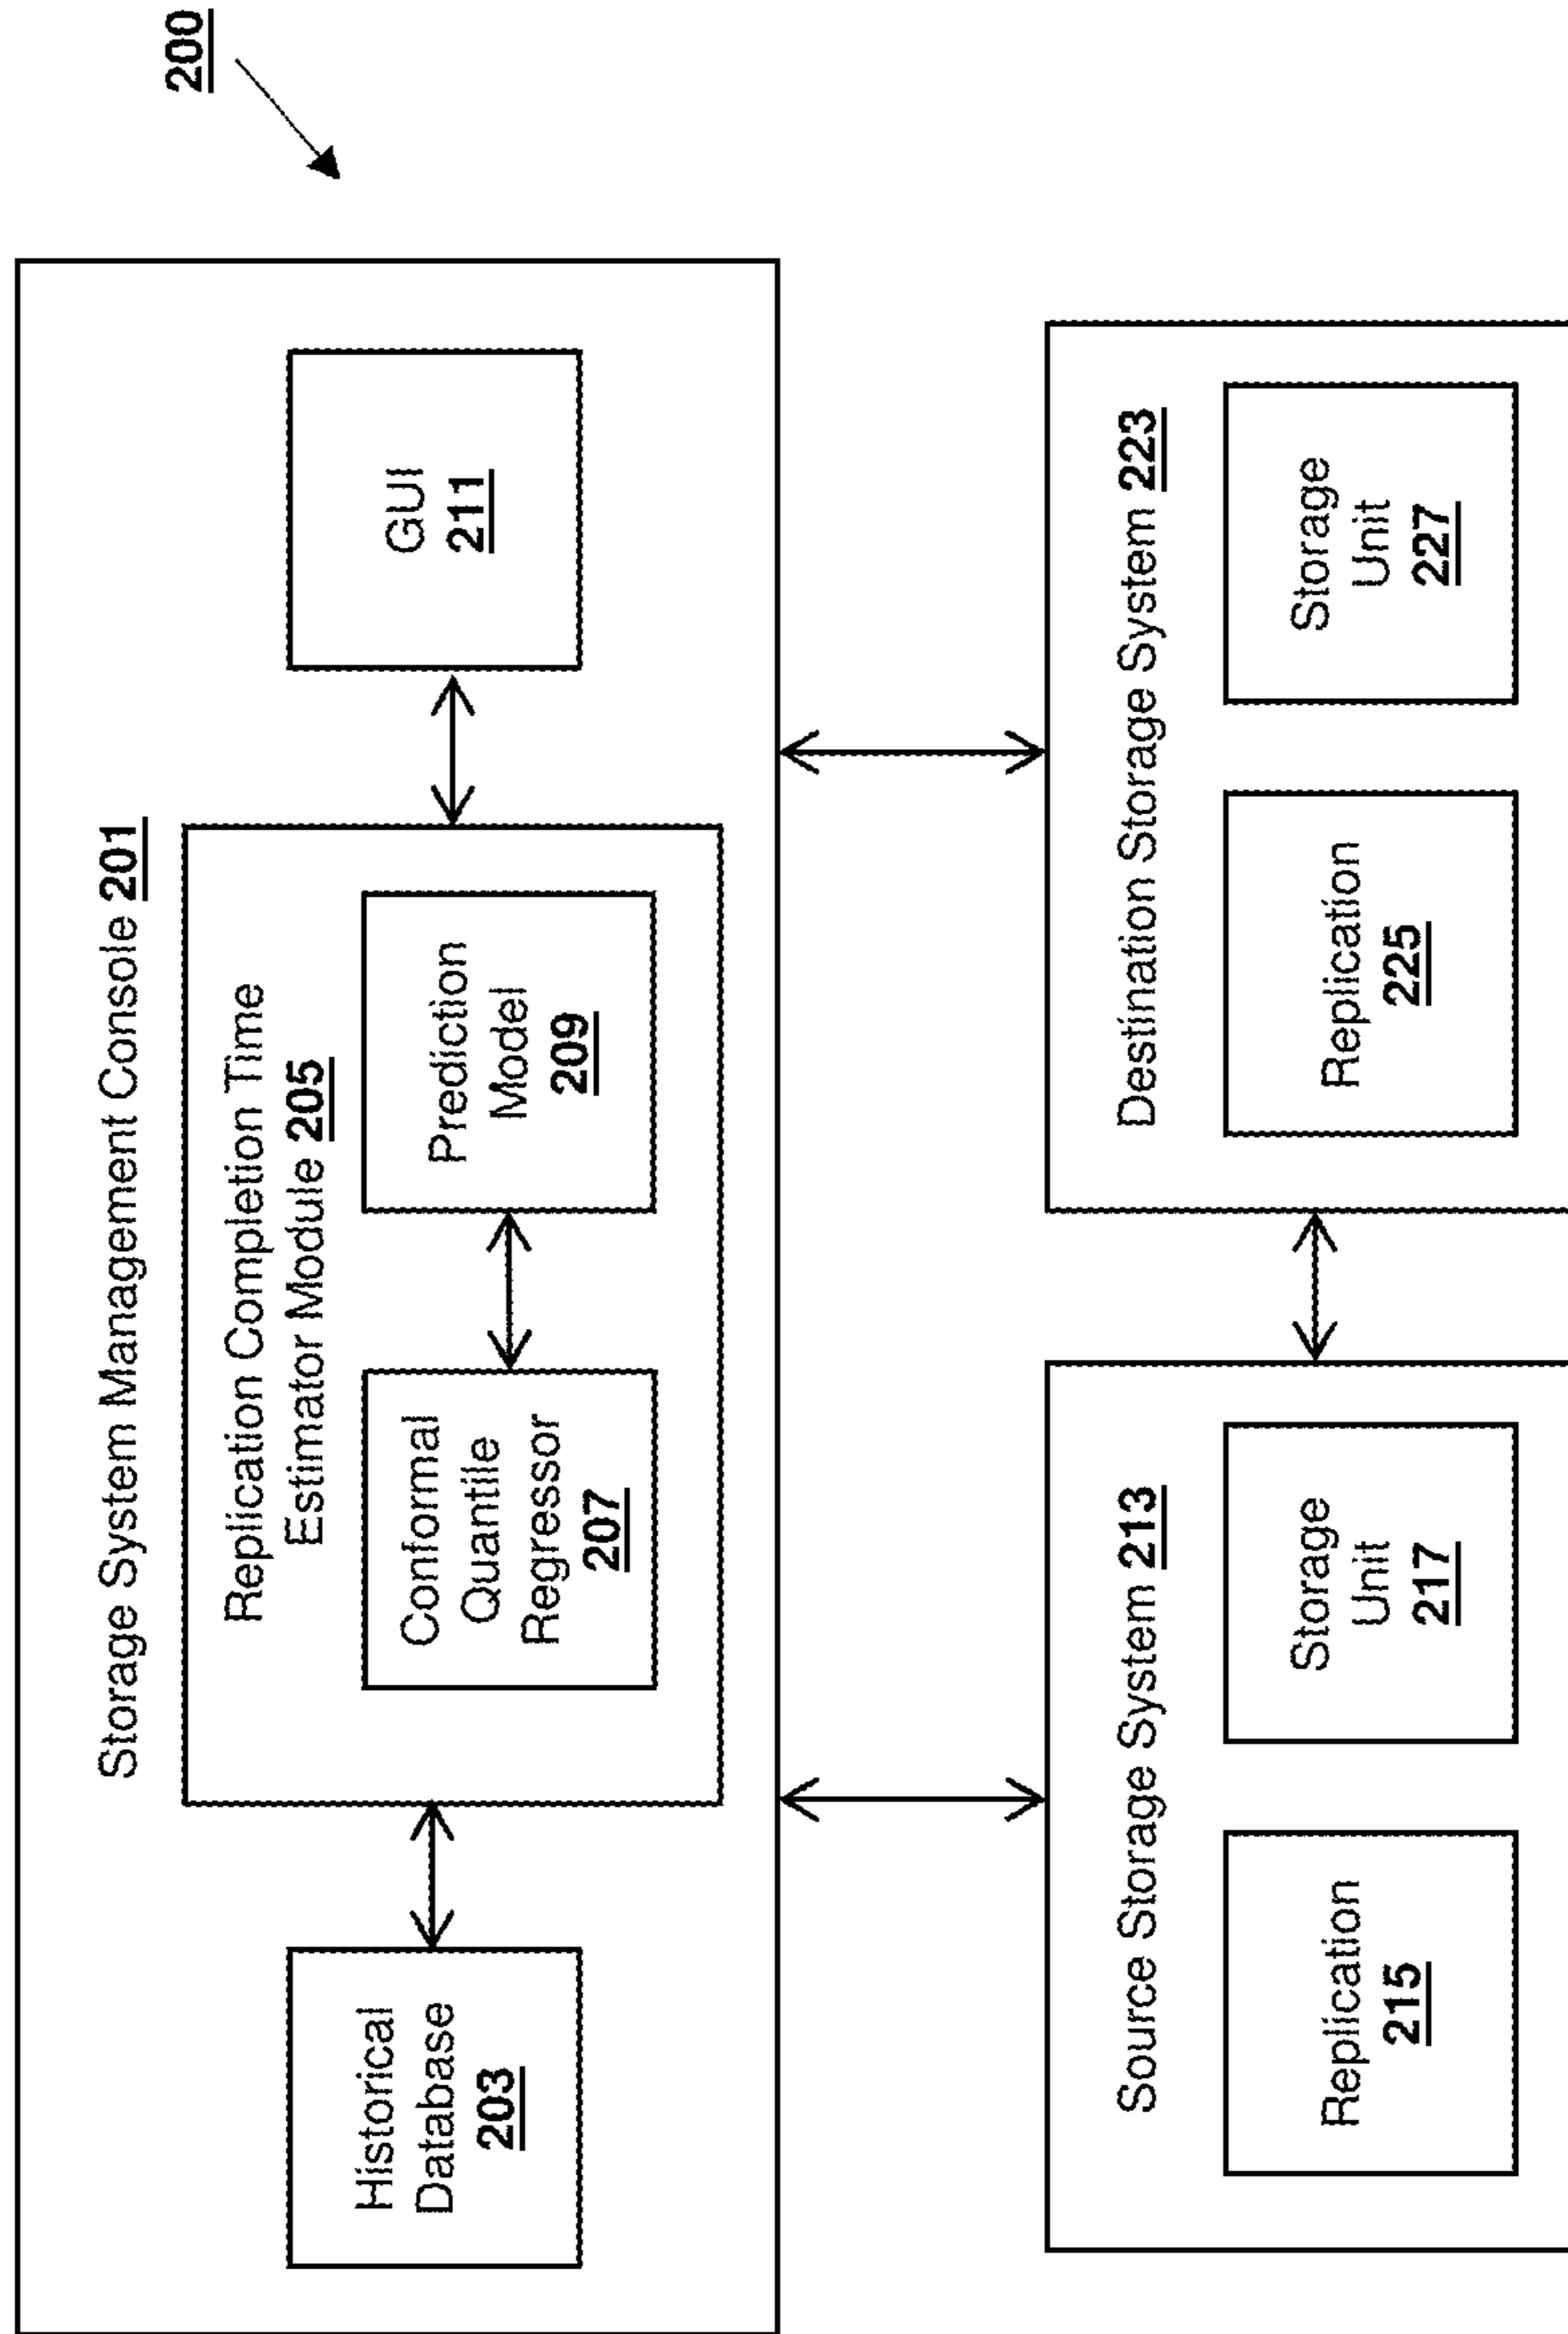 200
Storage System Management Console 201
Historical
Database
203
Replication Completion Time
Estimator Module 205
Conformal
Quantile
Regressor
207
Prediction
Model
209
GUI
211
Source Storage System 213
Replication
215
Storage
Unit
217
Destination Storage System 223
Replication
225
Storage
Unit
227